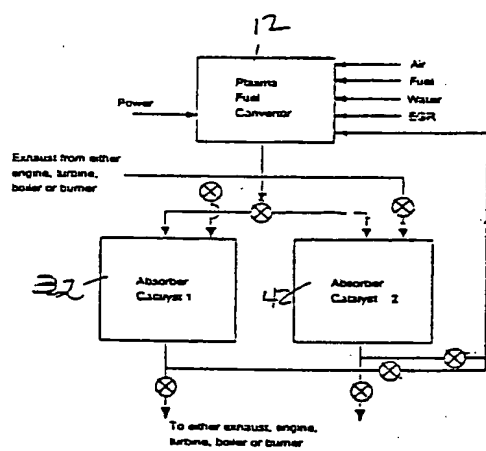 12
Plasma
Fuel
Convertor
Power
Air
Fuel
Water
EGR
Exhaust from either
engine, turbine,
boiler or burner
32
Absorber
Catalyst 1
42
Absorber
Catalyst 2
To either exhaust, engine,
turbine, boiler or burner